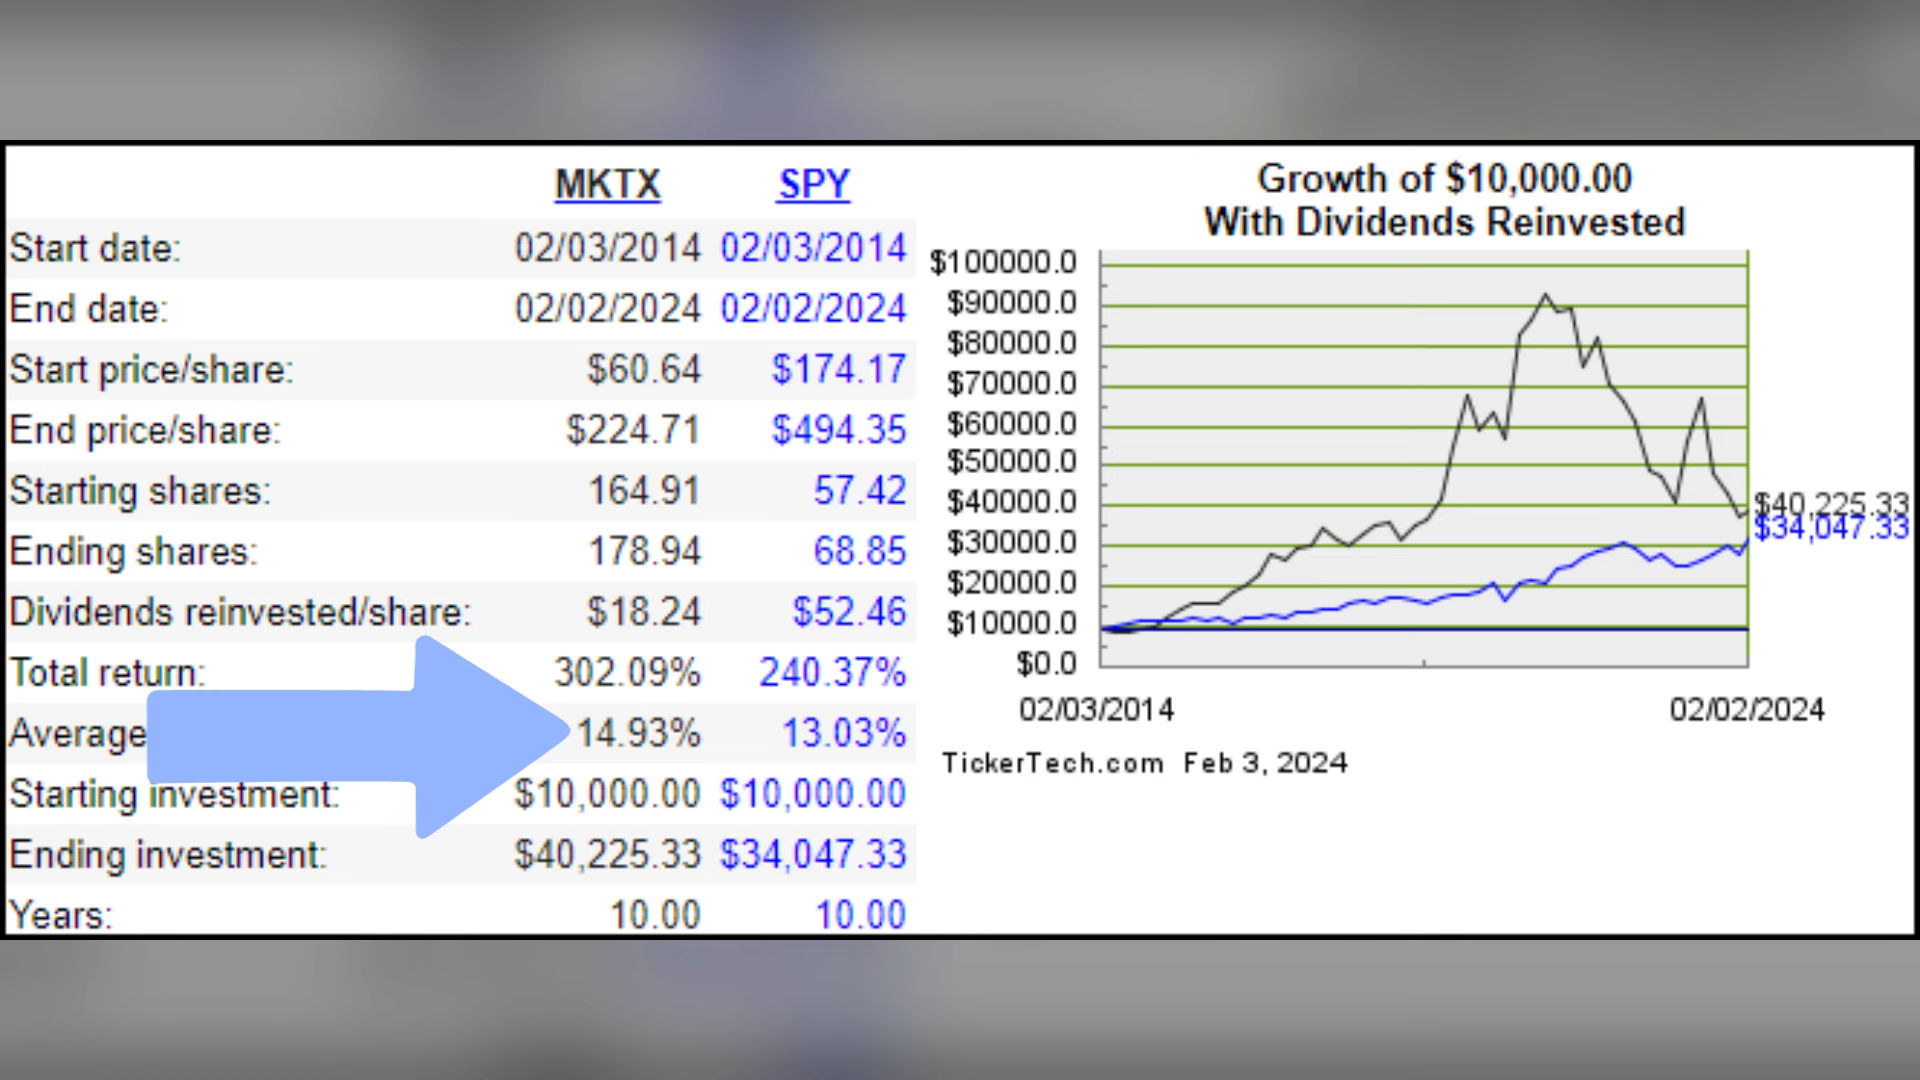 MKTX SPY
Start date: 02/03/2014 02/03/2014
End date: 02/02/2024 02/02/2024
Start price/share: $60.64 $174.17
End price/share: $224.71 $494.35
Starting shares: 164.91 57.42
Ending shares: 178.94 68.85
Dividends reinvested/share: $18.24 $52.46
Total return: 302.09% 240.37%
Average 14.93% 13.03%
Starting investment: $10,000.00 $10,000.00
Ending investment: $40,225.33 $34,047.33
Years: 10.00 10.00
Growth of $10,000.00
With Dividends Reinvested
$100000.0
$90000.0
$80000.0
$70000.0
$60000.0
$50000.0
$40000.0
$30000.0
$20000.0
$10000.0
$0.0
$40,225.33
$34,047.33
02/03/2014 02/02/2024
TickerTech.com Feb 3, 2024